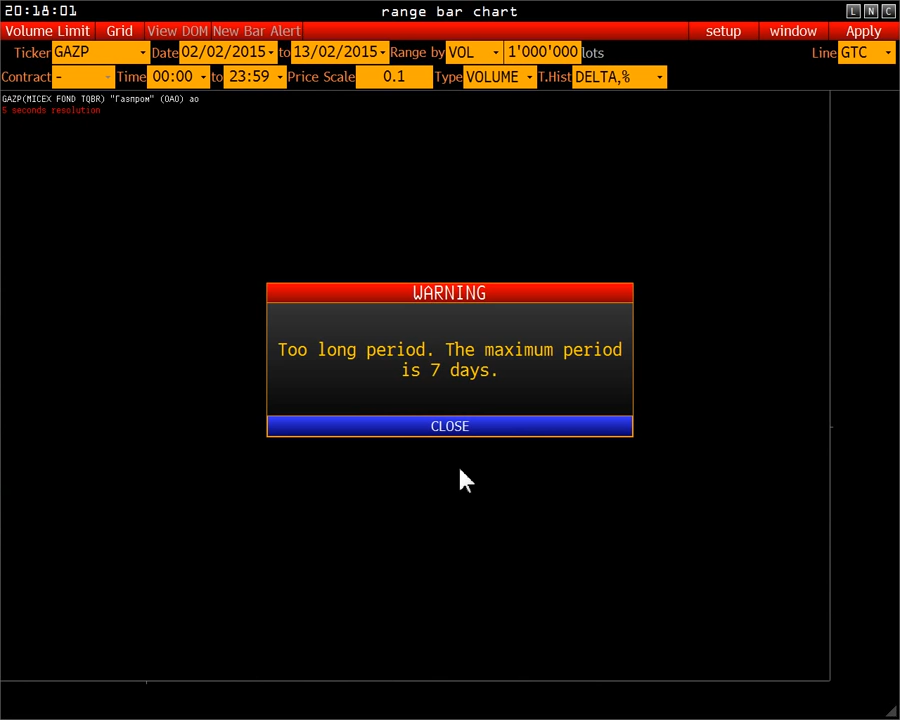 20:18:01 range bar chart L N C
Volume Limit Grid View DOM New Bar Alert setup window Apply
Ticker GAZP Date 02/02/2015 to 13/02/2015 Range by VOL 1'000'000 lots Line GTC
Contract - Time 00:00 to 23:59 Price Scale 0.1 Type VOLUME T.Hist DELTA,%
GAZP(MICEX FOND TQBR) "Газпром" (ОАО) ао
5 seconds resolution
WARNING
Too long period. The maximum period
is 7 days.
CLOSE